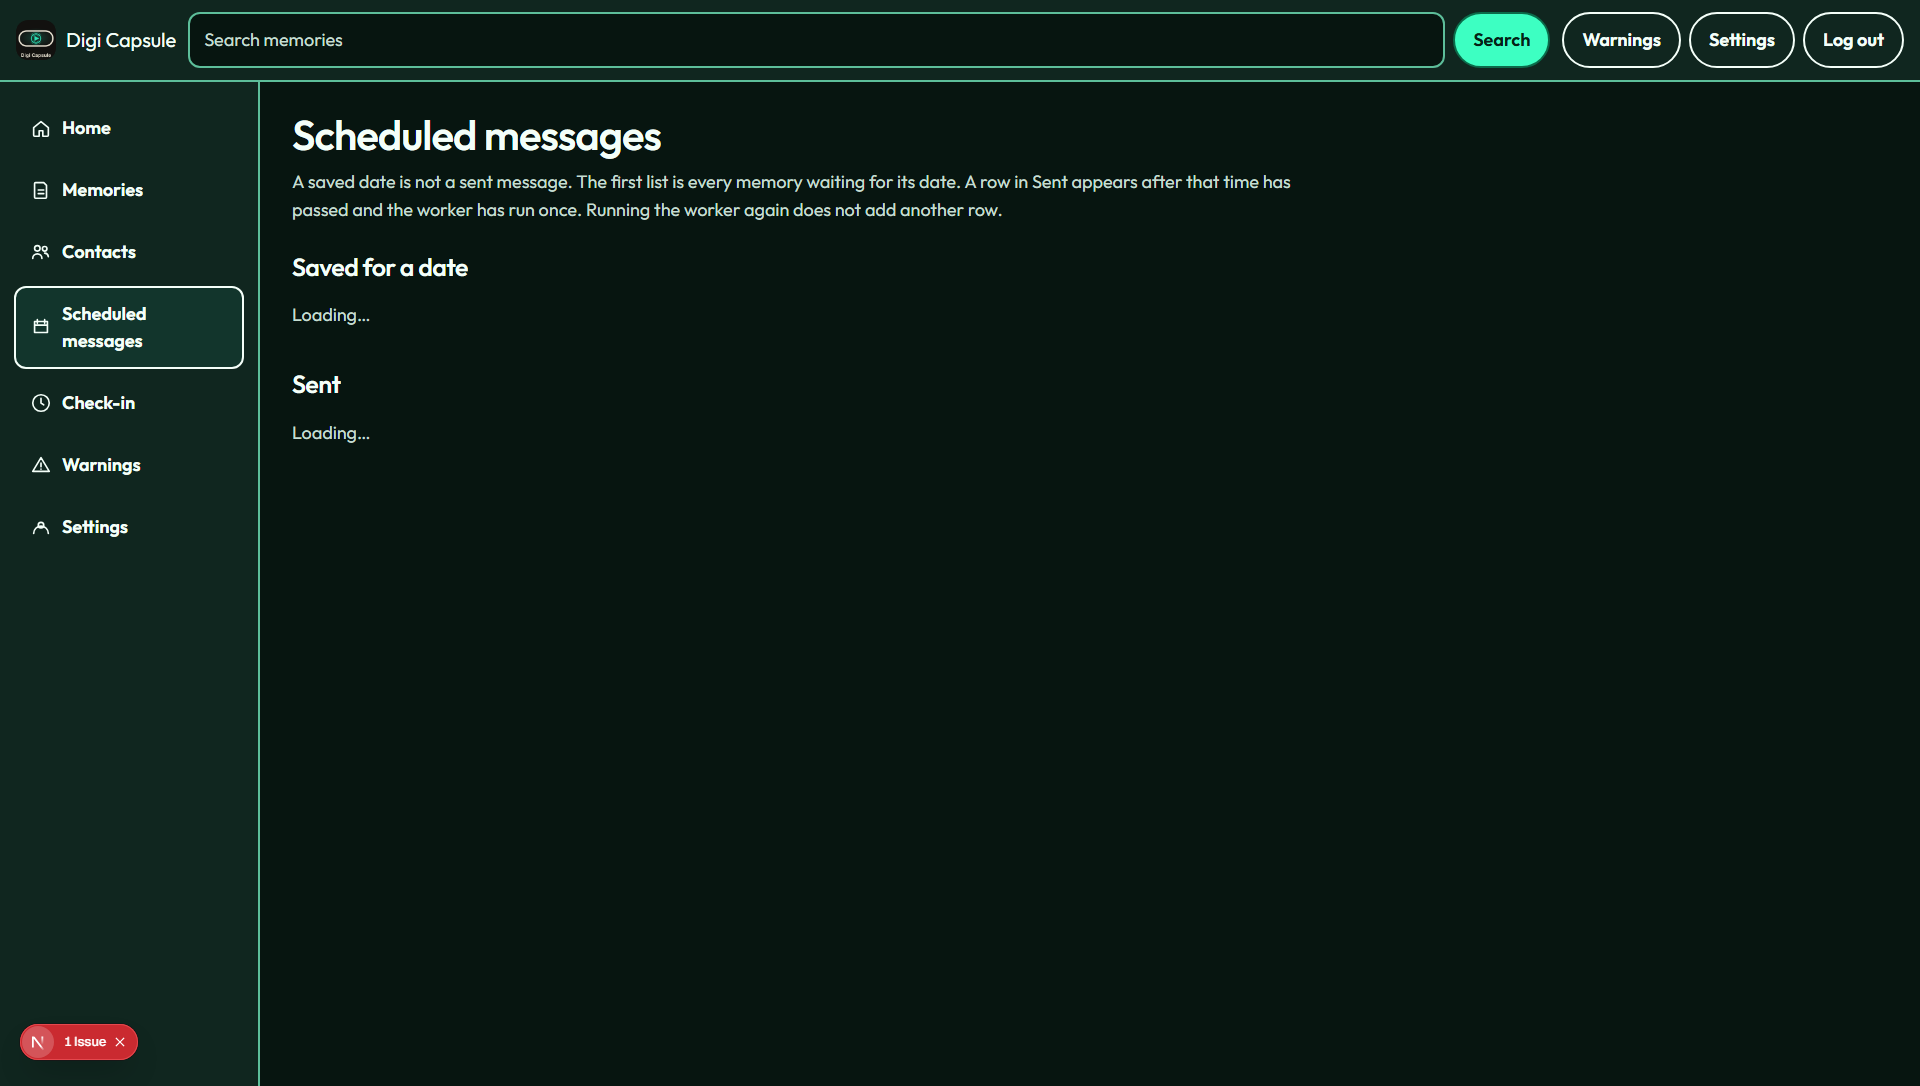 Digi Capsule
Digi Capsule
Search memories
Search
Warnings
Settings
Log out
Home
Memories
Contacts
Scheduled
messages
Check-in
Warnings
Settings
Scheduled messages
A saved date is not a sent message. The first list is every memory waiting for its date. A row in Sent appears after that time has
passed and the worker has run once. Running the worker again does not add another row.
Saved for a date
Loading...
Sent
Loading...
N
1 Issue